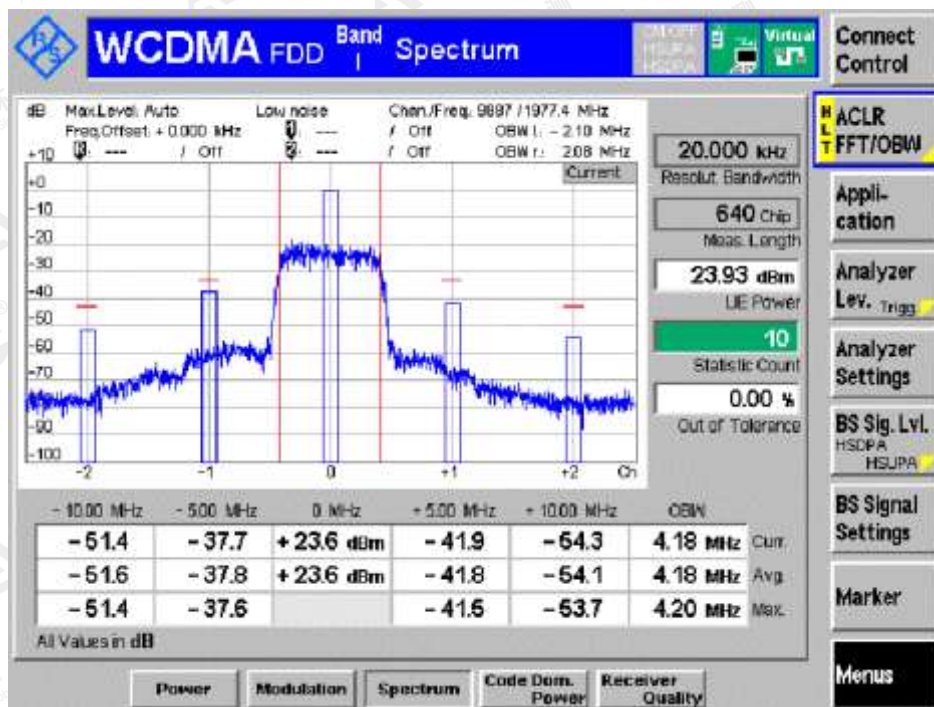 WCDMA FDD Band I Spectrum
Virtual
Connect Control
dB Max.Level: Auto Low noise Chan./Freq.: 9887 / 1977.4 MHz
Freq.Offset: + 0.000 kHz --- / Off OBW l.: - 2.10 MHz
--- / Off --- / Off OBW r.: 2.08 MHz
Current
+10
+0
-10
-20
-30
-40
-50
-60
-70
-90
-100
-2 -1 0 +1 +2 Ch
20.000 kHz
Resolut. Bandwidth
640 Chip
Meas. Length
23.93 dBm
UE Power
10
Statistic Count
0.00 %
Out of Tolerance
- 10.00 MHz - 5.00 MHz 0 MHz + 5.00 MHz + 10.00 MHz OBW
- 51.4 - 37.7 + 23.6 dBm - 41.9 - 54.3 4.18 MHz Curr.
- 51.6 - 37.8 + 23.6 dBm - 41.8 - 54.1 4.18 MHz Avg.
- 51.4 - 37.6 - 41.5 - 53.7 4.20 MHz Max.
All Values in dB
H L T
ACLR
FFT/OBW
Appli-
cation
Analyzer
Lev. Trigg.
Analyzer
Settings
BS Sig. Lvl.
HSDPA
HSUPA
BS Signal
Settings
Marker
Menus
Power Modulation Spectrum Code Dom. Power Receiver Quality